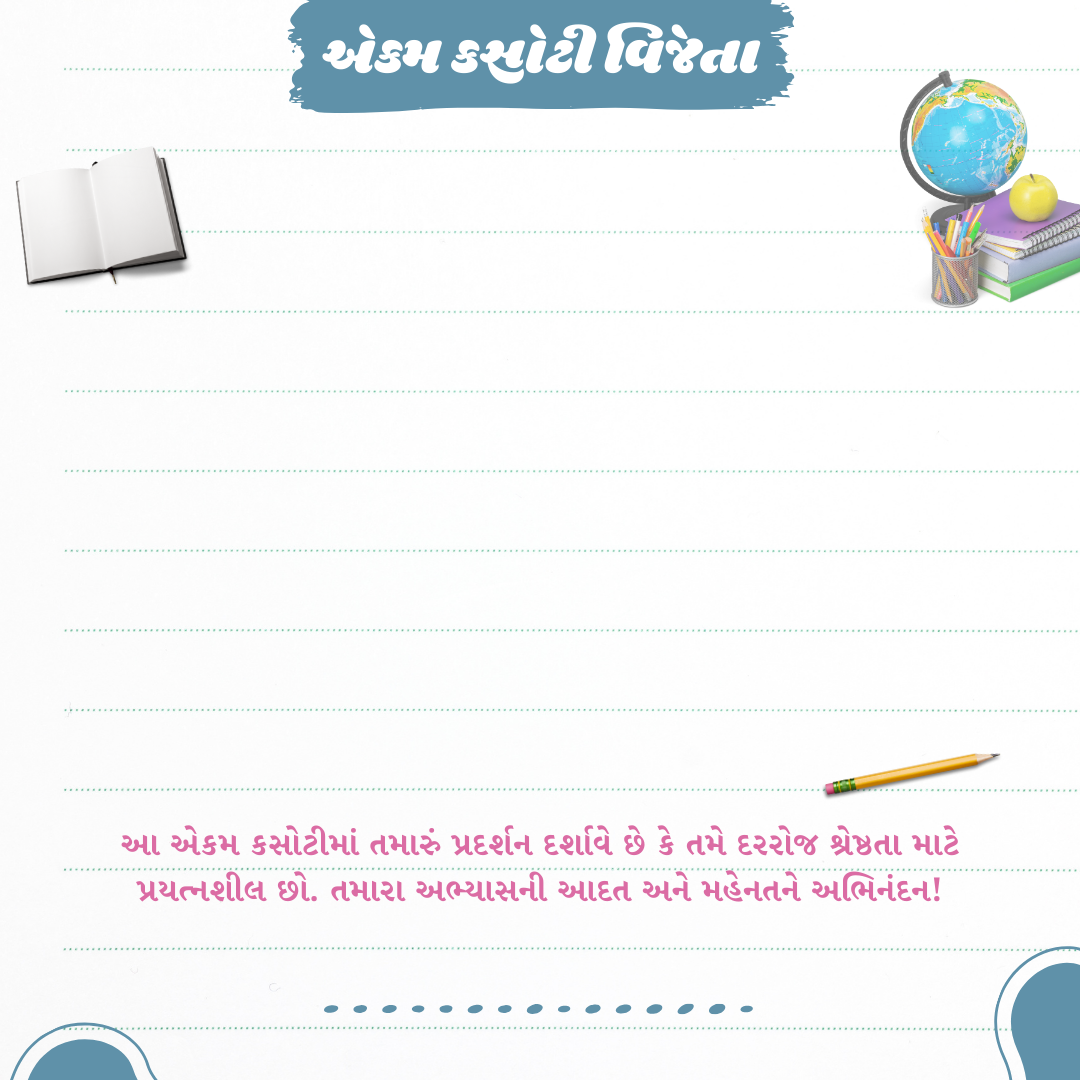 એકમ કસોટી વિજેતા
આ એકમ કસોટીમાં તમારું પ્રદર્શન દર્શાવે છે કે તમે દરરોજ શ્રેષ્ઠતા માટે
પ્રયત્નશીલ છો. તમારા અભ્યાસની આદત અને મહેનતને અભિનંદન!